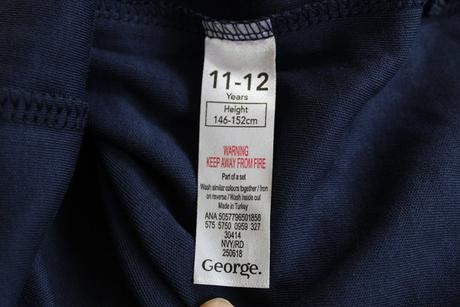 11-12
Years
Height
146-152cm
WARNING
KEEP AWAY FROM FIRE
Part of a set
Wash similar colours together / Iron
on reverse / Wash inside out
Made in Turkey
ANA 5057796501858
575 5750 0959 327
30414
NVY/RD
250618
George.